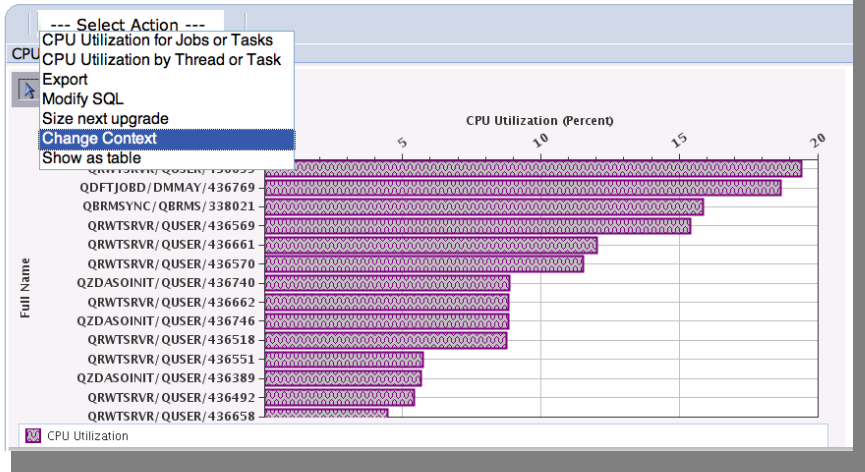 --- Select Action ---
CPU Utilization for Jobs or Tasks
CPU
CPU Utilization by Thread or Task
Export
Modify SQL
Size next upgrade
Change Context
Show as table
CPU Utilization (Percent)
5 10 15 20
QDFTJOBD/DMMAY/436769
QBRMSYNC/QBRMS/338021
QRWTSRVR/QUSER/436569
QRWTSRVR/QUSER/436661
QRWTSRVR/QUSER/436570
QZDASOINIT/QUSER/436740
QRWTSRVR/QUSER/436662
QZDASOINIT/QUSER/436746
QRWTSRVR/QUSER/436518
QRWTSRVR/QUSER/436551
QZDASOINIT/QUSER/436389
QRWTSRVR/QUSER/436492
QRWTSRVR/QUSER/436658
Full Name
CPU Utilization